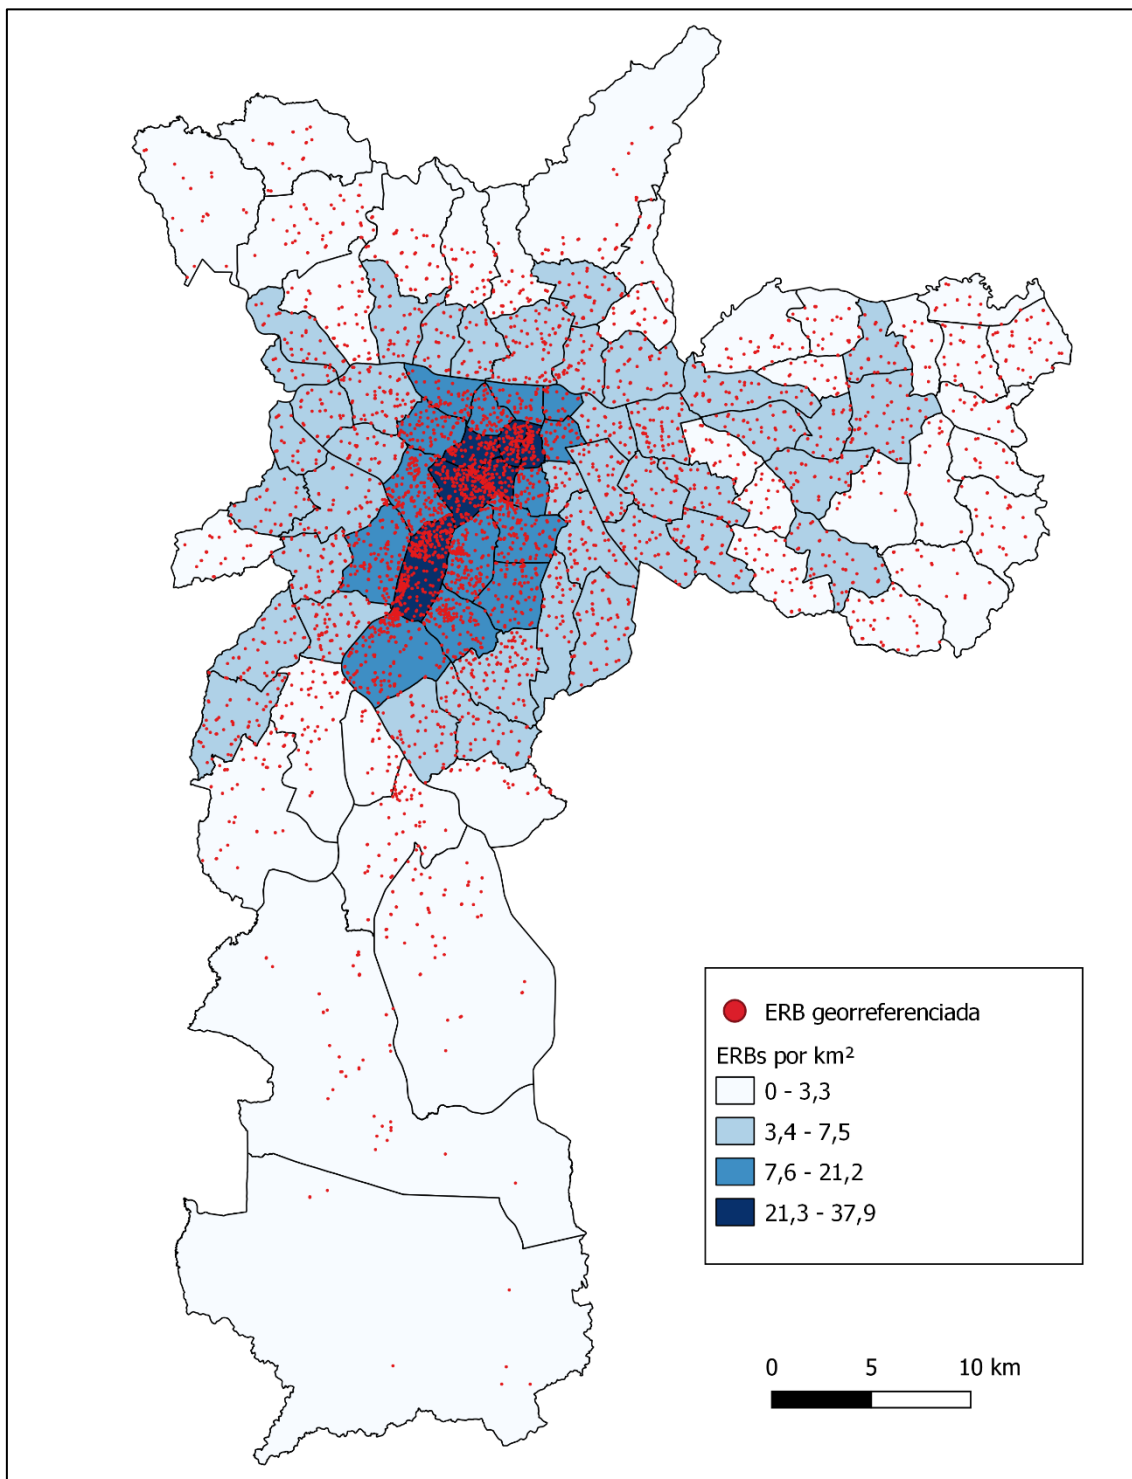 ERB georreferenciada
ERBs por km²
0 - 3,3
3,4 - 7,5
7,6 - 21,2
21,3 - 37,9
0 5 10 km